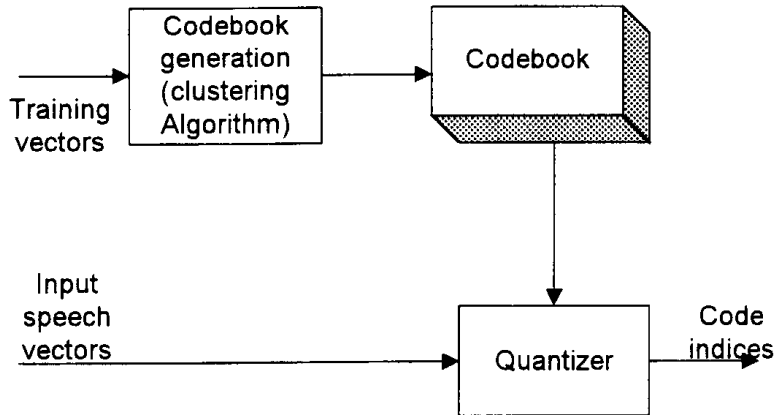 Codebook
generation
(clustering
Algorithm)
Codebook
Training
vectors
Input
speech
vectors
Quantizer
Code
indices